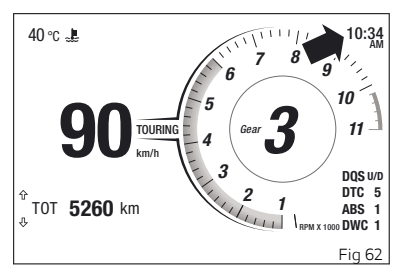 40 °C
10:34
AM
7
8
6
9
5
10
90
TOURING
4
Gear 3
11
km/h
3
DQS U/D
2
1
DTC 5
TOT 5260 km
ABS 1
RPM X 1000
DWC 1
Fig 62